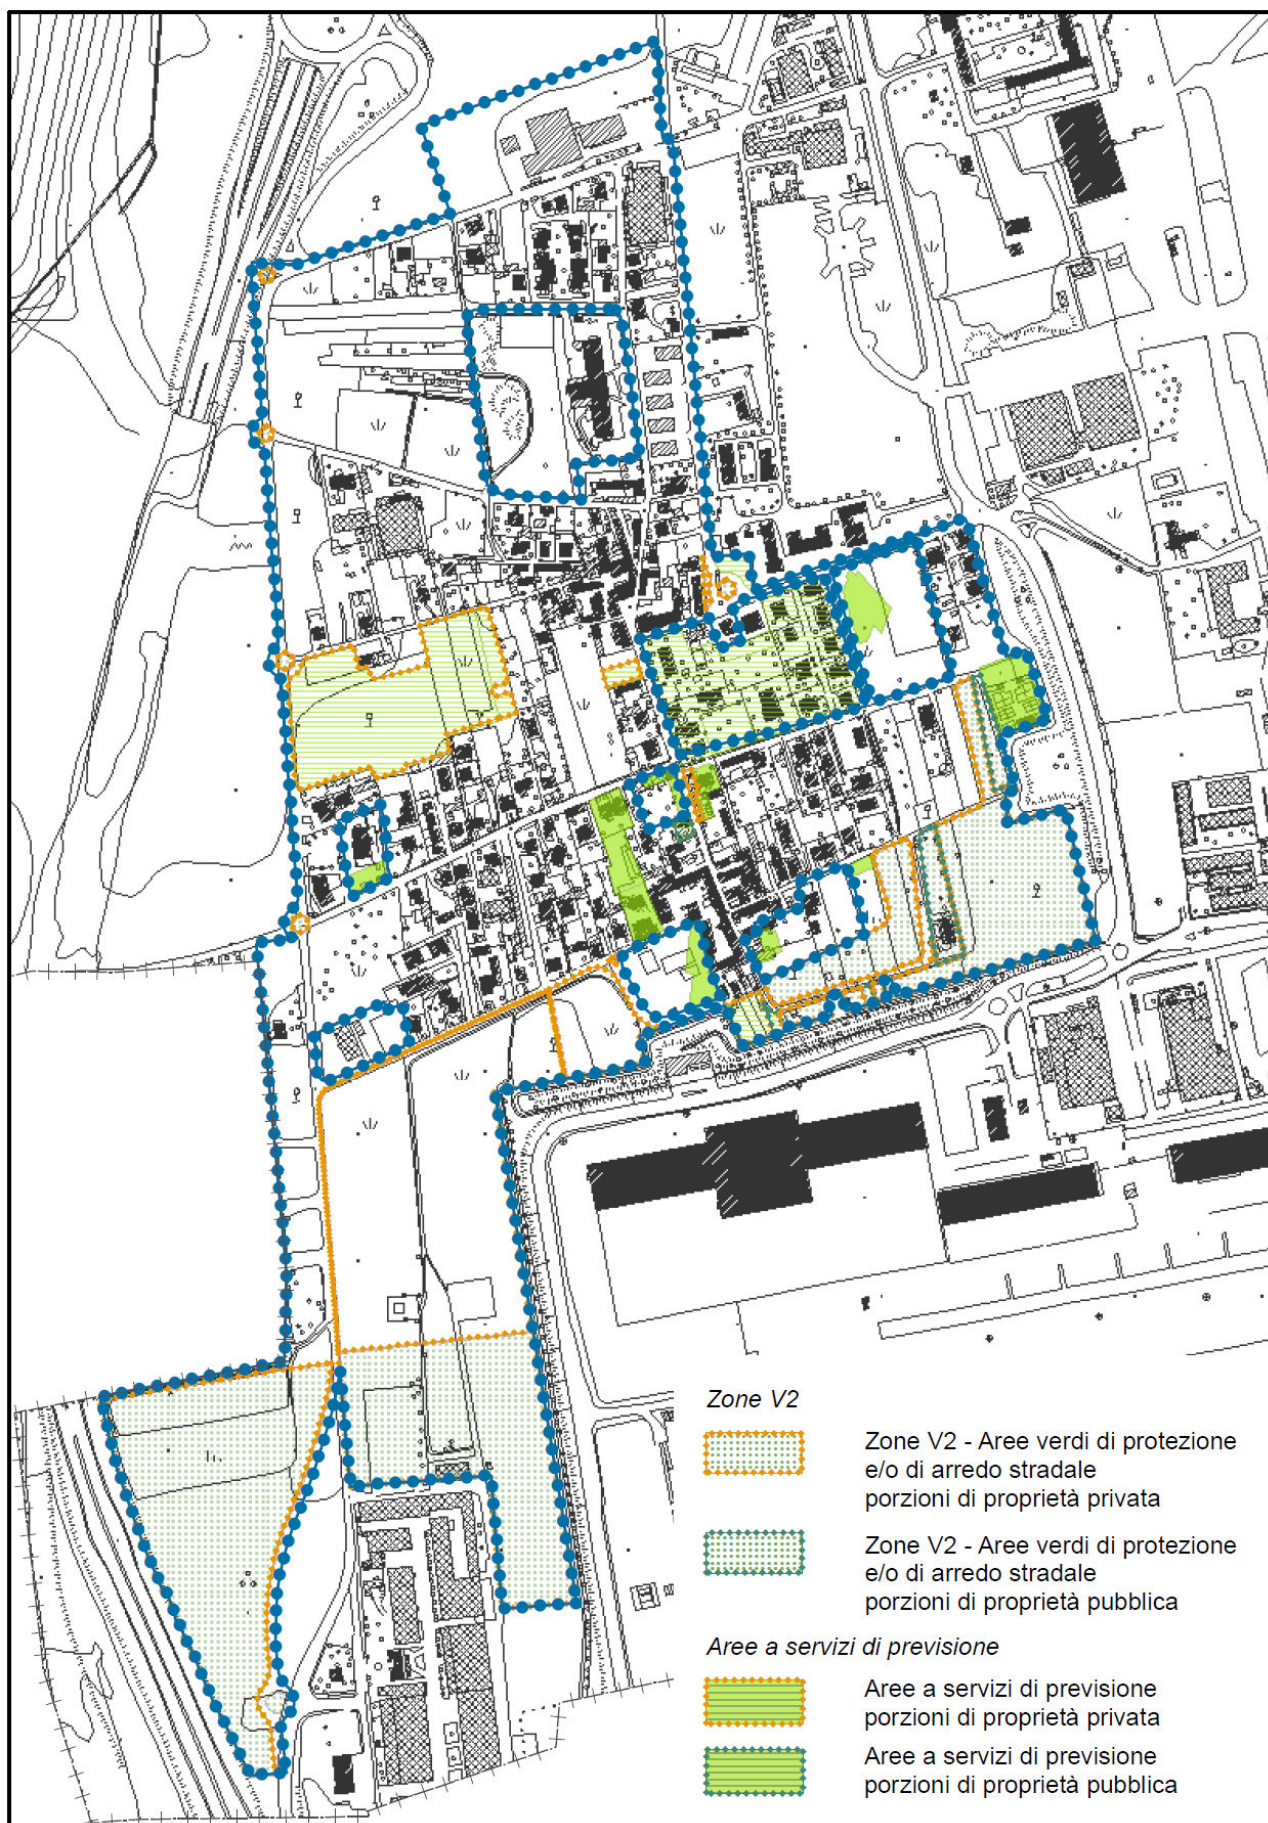 Zone V2
Zone V2 - Aree verdi di protezione
e/o di arredo stradale
porzioni di proprietà privata
Zone V2 - Aree verdi di protezione
e/o di arredo stradale
porzioni di proprietà pubblica
Aree a servizi di previsione
Aree a servizi di previsione
porzioni di proprietà privata
Aree a servizi di previsione
porzioni di proprietà pubblica